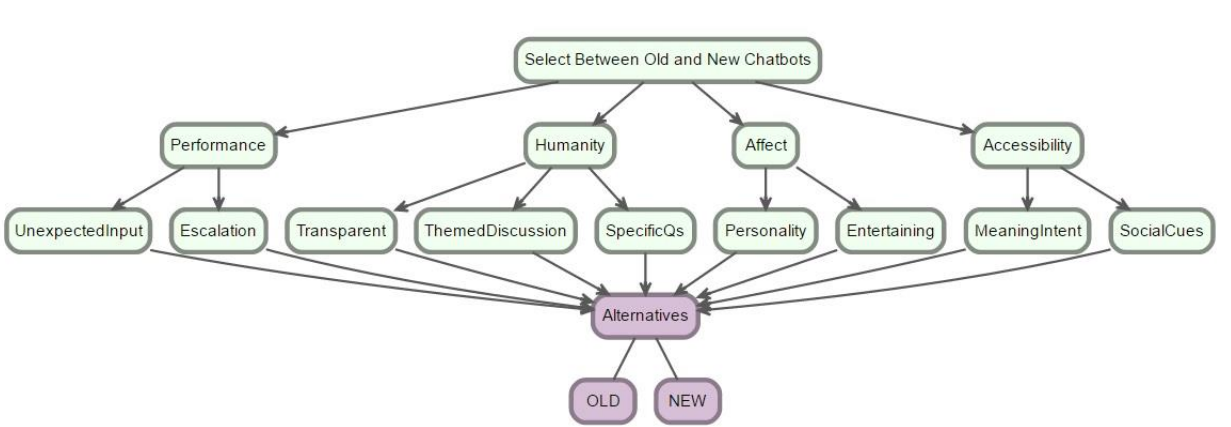 Select Between Old and New Chatbots
Performance
Humanity
Affect
Accessibility
UnexpectedInput
Escalation
Transparent
ThemedDiscussion
SpecificQs
Personality
Entertaining
MeaningIntent
SocialCues
Alternatives
OLD
NEW